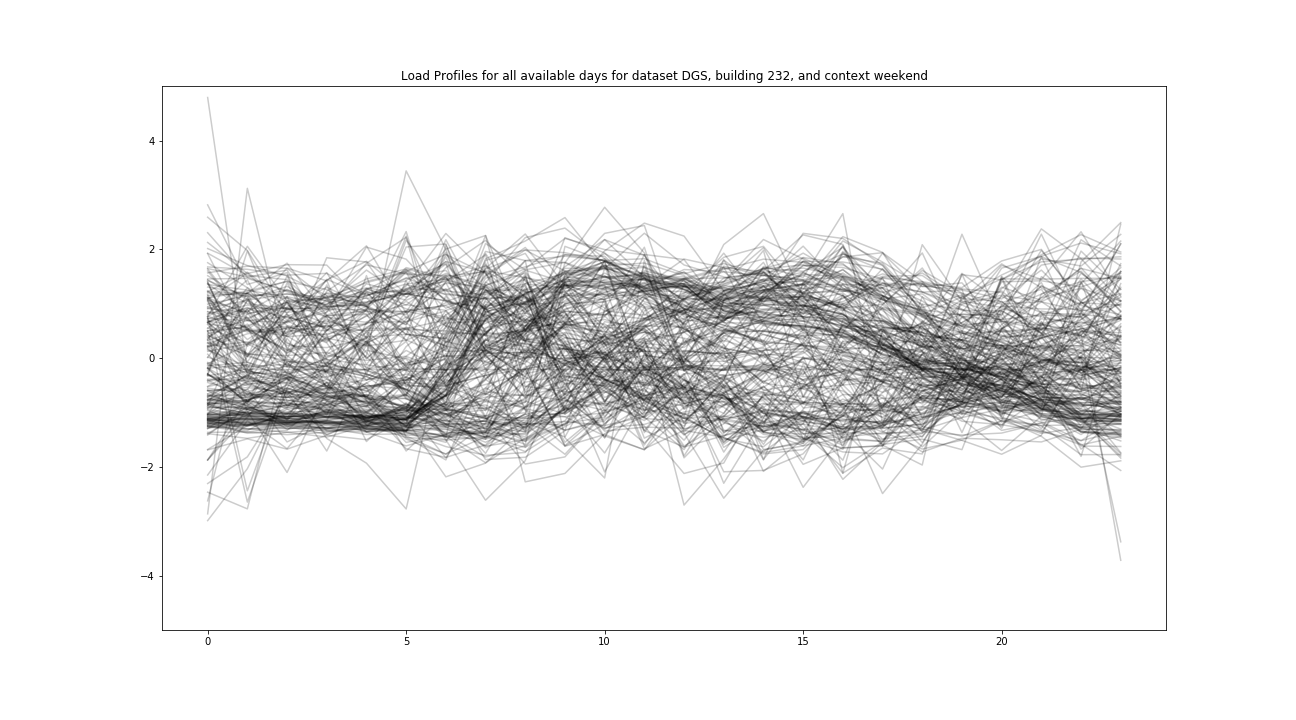 Load Profiles for all available days for dataset DGS, building 232, and context weekend
4
2
0
−2
−4
0 5 10 15 20